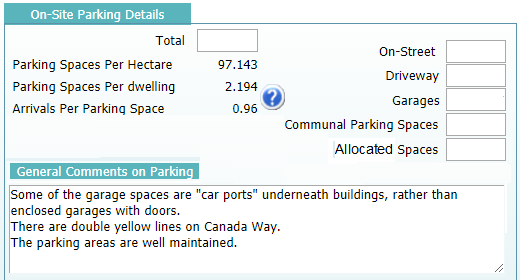 On-Site Parking Details
Total
Parking Spaces Per Hectare 97.143
Parking Spaces Per dwelling 2.194
Arrivals Per Parking Space 0.96
?
On-Street
Driveway
Garages
Communal Parking Spaces
Allocated Spaces
General Comments on Parking
Some of the garage spaces are "car ports" underneath buildings, rather than
enclosed garages with doors.
There are double yellow lines on Canada Way.
The parking areas are well maintained.